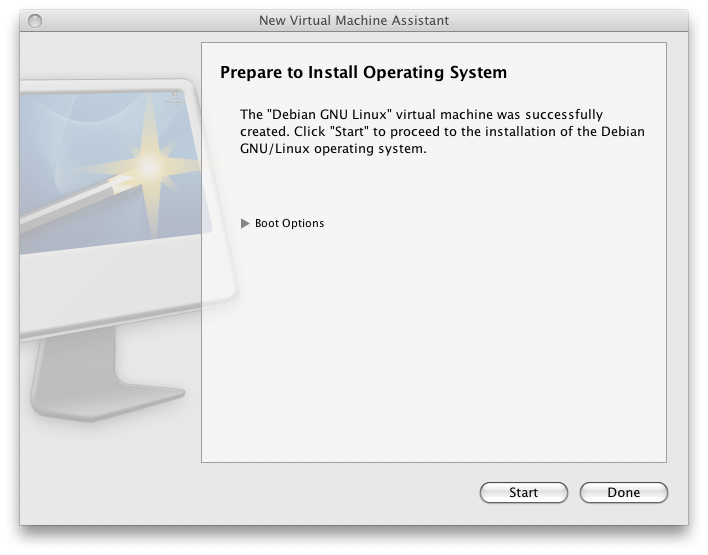 New Virtual Machine Assistant
Prepare to Install Operating System
The "Debian GNU Linux" virtual machine was successfully
created. Click "Start" to proceed to the installation of the Debian
GNU/Linux operating system.
Boot Options
Start
Done